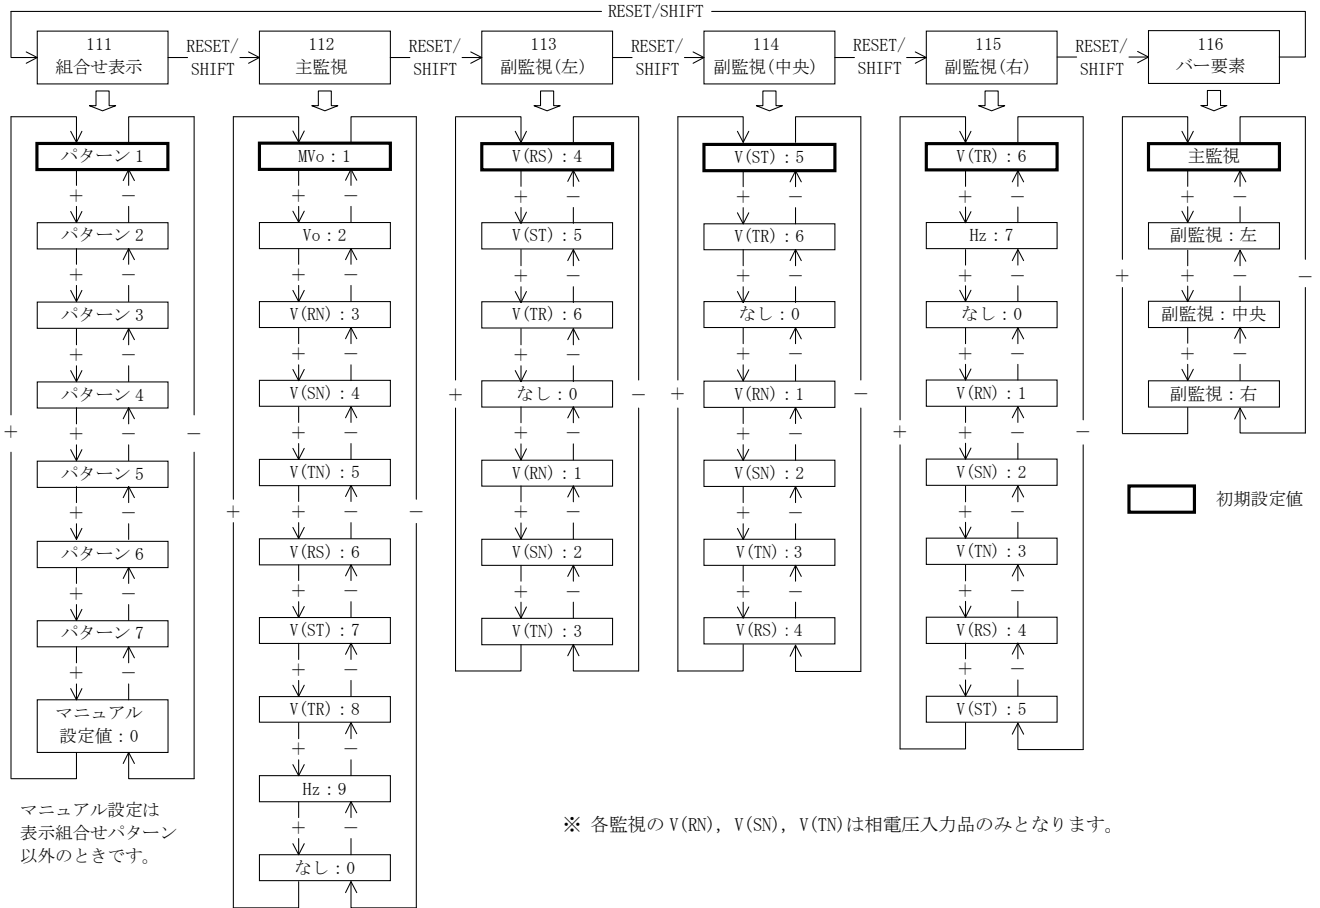 RESET/SHIFT
111
組合せ表示
RESET/
SHIFT
112
主監視
RESET/
SHIFT
113
副監視(左)
RESET/
SHIFT
114
副監視(中央)
RESET/
SHIFT
115
副監視(右)
RESET/
SHIFT
116
バー要素
パターン1
+ −
パターン2
+ −
パターン3
+ −
パターン4
+ −
パターン5
+ −
パターン6
+ −
パターン7
+ −
マニュアル
設定値:0
+ −
マニュアル設定は
表示組合せパターン
以外のときです。
MVo:1
+ −
Vo:2
+ −
V(RN):3
+ −
V(SN):4
+ −
V(TN):5
+ −
V(RS):6
+ −
V(ST):7
+ −
V(TR):8
+ −
Hz:9
+ −
なし:0
+ −
V(RS):4
+ −
V(ST):5
+ −
V(TR):6
+ −
なし:0
+ −
V(RN):1
+ −
V(SN):2
+ −
V(TN):3
+ −
V(ST):5
+ −
V(TR):6
+ −
なし:0
+ −
V(RN):1
+ −
V(SN):2
+ −
V(TN):3
+ −
V(RS):4
+ −
V(TR):6
+ −
Hz:7
+ −
なし:0
+ −
V(RN):1
+ −
V(SN):2
+ −
V(TN):3
+ −
V(RS):4
+ −
V(ST):5
+ −
主監視
+ −
副監視:左
+ −
副監視:中央
+ −
副監視:右
+ −
初期設定値
※ 各監視のV(RN), V(SN), V(TN)は相電圧入力品のみとなります。